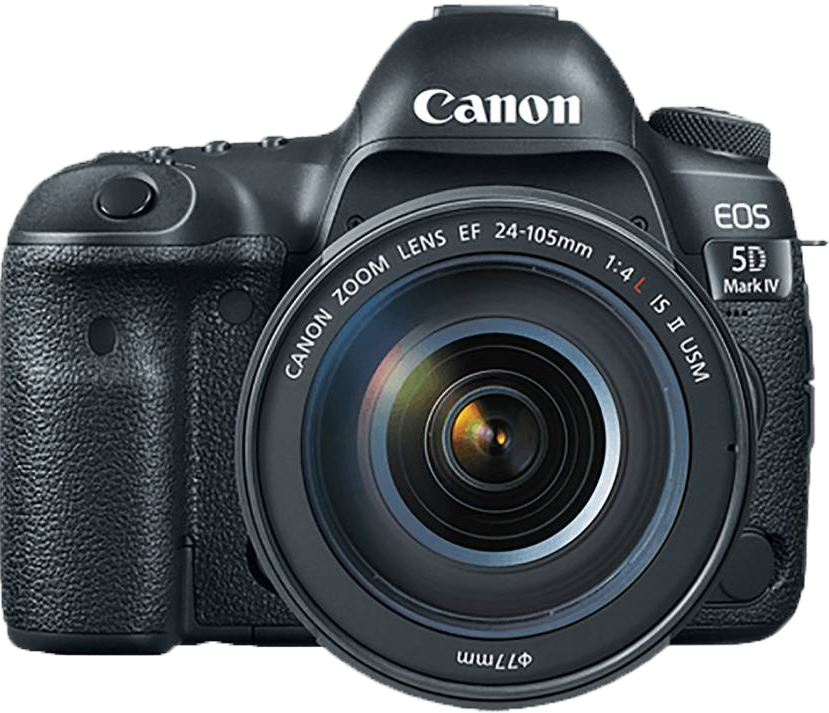 Canon
EOS
5D
Mark IV
CANON ZOOM LENS EF 24-105mm 1:4 L IS II USM
Φ77mm